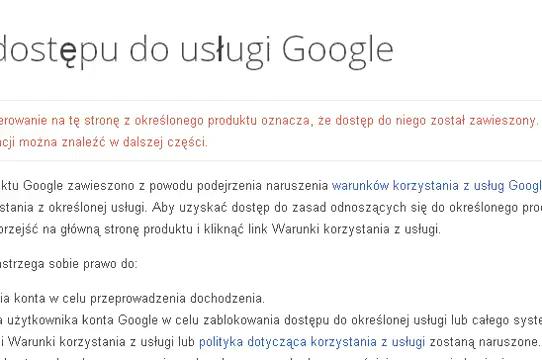 dostępu do usługi Google
erowanie na tę stronę z określonego produktu oznacza, że dostęp do niego został zawieszony.
cji można znaleźć w dalszej części.
ktu Google zawieszono z powodu podejrzenia naruszenia warunków korzystania z usług Googl
stania z określonej usługi. Aby uzyskać dostęp do zasad odnoszących się do określonego pro
orzejść na główną stronę produktu i kliknąć link Warunki korzystania z usługi.
astrzega sobie prawo do:
ia konta w celu przeprowadzenia dochodzenia.
a użytkownika konta Google w celu zablokowania dostępu do określonej usługi lub całego syste
i Warunki korzystania z usługi lub polityka dotycząca korzystania z usługi zostaną naruszone.